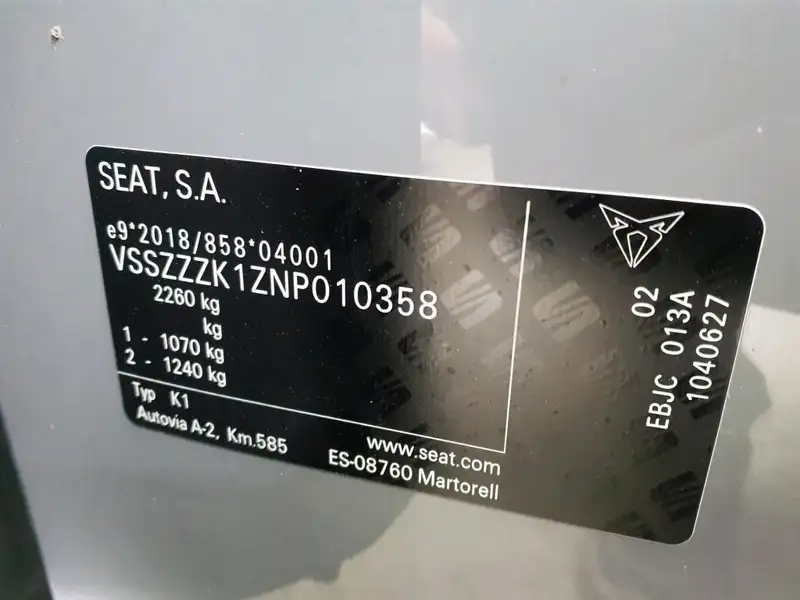 SEAT, S.A.
e9*2018/858*04001
VSSZZZK1ZNP010358
2260 kg
kg
1 - 1070 kg
2 - 1240 kg
Typ K1
Autovia A-2, Km.585
www.seat.com
ES-08760 Martorell
02
EBJC 013A
1040627